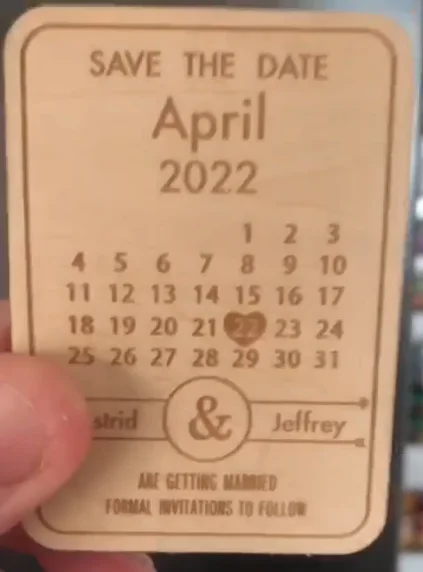 SAVE THE DATE
April
2022
1 2 3
4 5 6 7 8 9 10
11 12 13 14 15 16 17
18 19 20 21 22 23 24
25 26 27 28 29 30 31
strid & Jeffrey
ARE GETTING MARRIED
FORMAL INVITATIONS TO FOLLOW